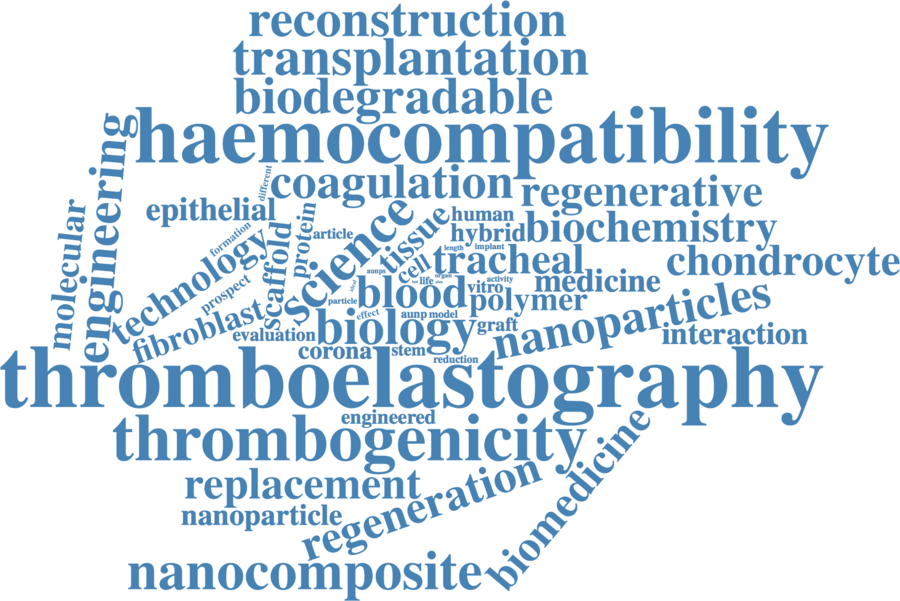 reconstruction
transplantation
biodegradable
haemocompatibility
engineering
different
coagulation
regenerative
molecular
epithelial
formation
technology
scaffold
protein
article
science
tissue
human
hybrid
biochemistry
length
implant
cell
tracheal
chondrocyte
prospect
aunps
organ
life
activity
medicine
particle
blood
vitro
polymer
fibroblast
effect
aunp
model
nanoparticles
evaluation
biology
graft
interaction
corona
stem
reduction
thromboelastography
engineered
thrombogenicity
replacement
regeneration
biomedicine
nanoparticle
nanocomposite